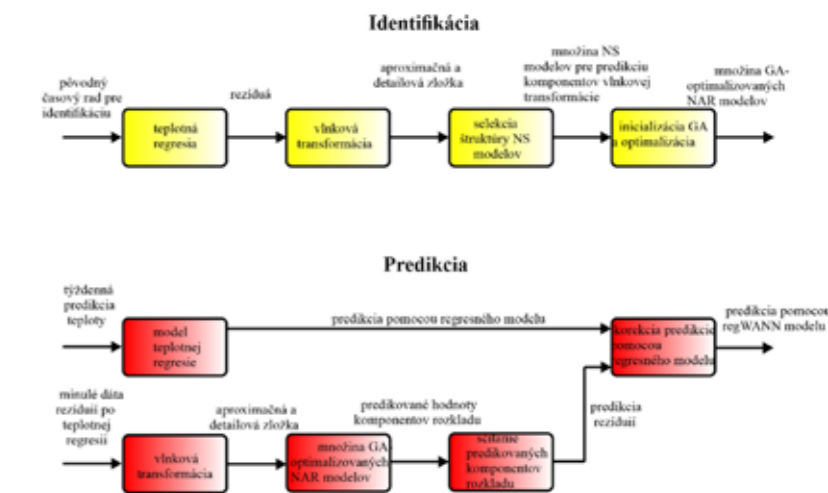 Identifikácia
pôvodný
časový rad pre
identifikáciu
teplotná
regresia
reziduá
vlnková
transformácia
aproximačná a
detailová zložka
selekcia
štruktúry NS
modelov
množina NS
modelov pre predikciu
komponentov vlnkovej
transformácie
inicializácia GA
a optimalizácia
množina GA-
optimalizovaných
NAR modelov
Predikcia
týždenná
predikcia
teploty
model
teplotnej
regresie
predikcia pomocou regresného modelu
korekcia predikcie
pomocou
regresného modelu
predikcia pomocou
regWANN modelu
minulé dáta
reziduií po
teplotnej
regresii
vlnková
transformácia
aproximačná a
detailová zložka
množina GA
optimalizovaných
NAR modelov
predikované hodnoty
komponentov rozkladu
sčítanie
predikovaných
komponentov
rozkladu
predikcia
reziduií